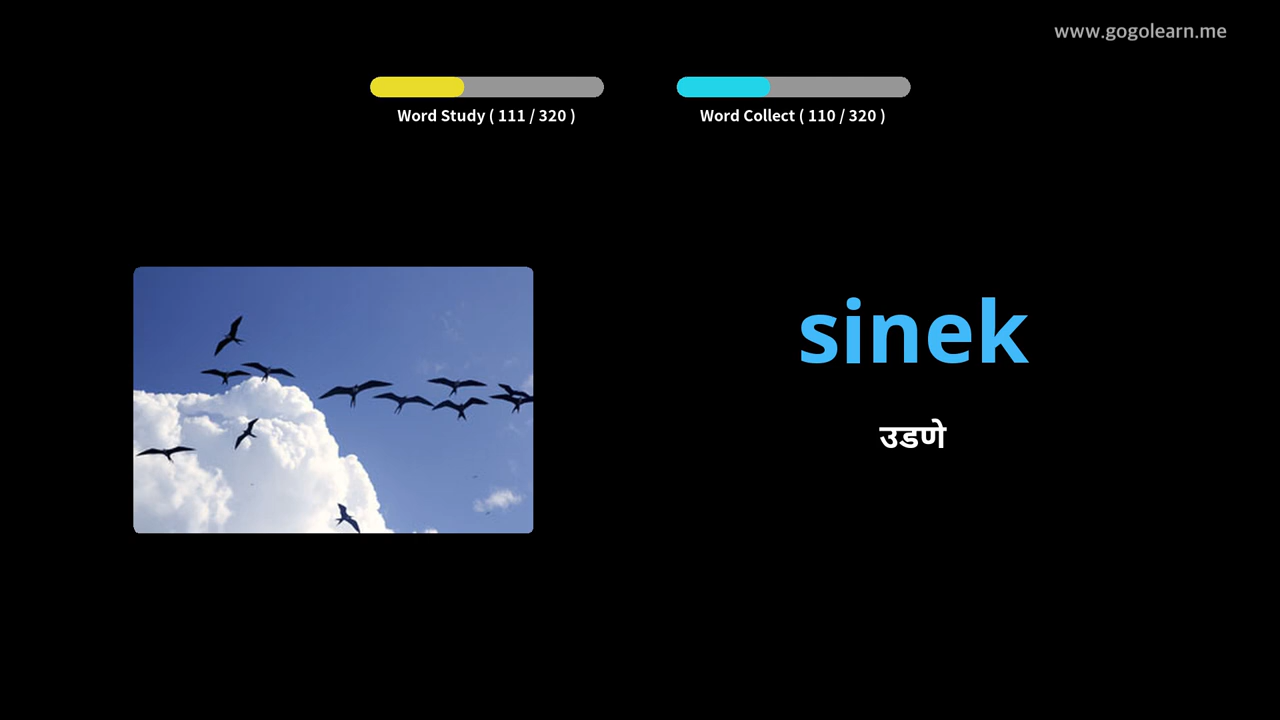 www.gogolearn.me
Word Study ( 111 / 320 )
Word Collect ( 110 / 320 )
sinek
उडणे